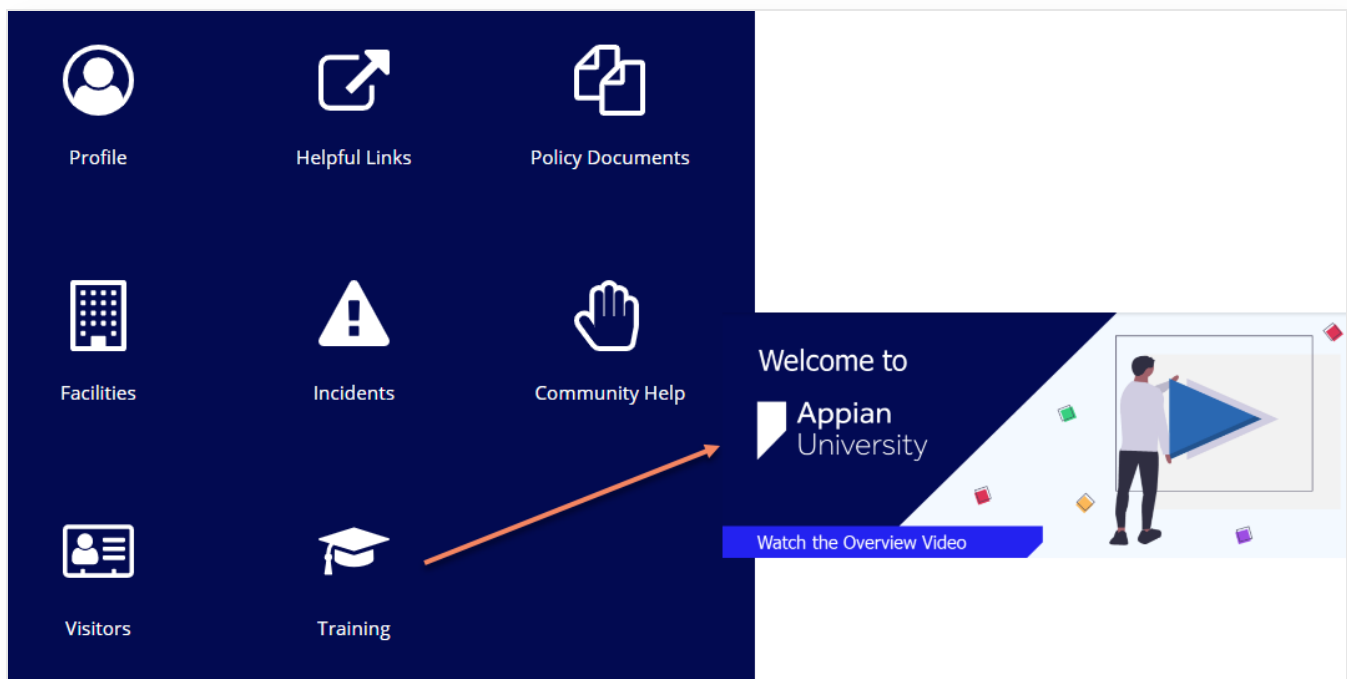 Profile
Helpful Links
Policy Documents
Facilities
Incidents
Community Help
Welcome to
Appian
University
Watch the Overview Video
Visitors
Training